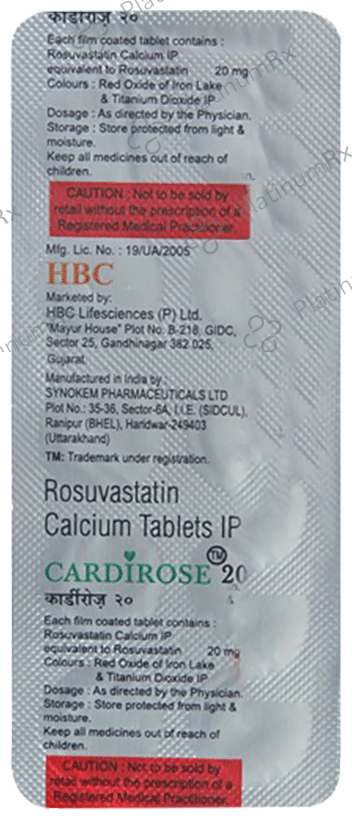 कार्डीरोज़ २०
Each film coated tablet contains :
Rosuvastatin Calcium IP
equivalent to Rosuvastatin 20 mg
Colours : Red Oxide of Iron Lake
& Titanium Dioxide IP
Dosage : As directed by the Physician.
Storage : Store protected from light &
moisture.
Keep all medicines out of reach of
children.
CAUTION : Not to be sold by
retail without the prescription of a
Registered Medical Practitioner.
Mfg. Lic. No. : 19/UA/2005
HBC
Marketed by:
HBC Lifesciences (P) Ltd.
"Mayur House" Plot No. B-218, GIDC,
Sector 25, Gandhinagar 382 025,
Gujarat.
Manufactured in India by :
SYNOKEM PHARMACEUTICALS LTD
Plot No.: 35-36, Sector-6A, I.I.E. (SIDCUL),
Ranipur (BHEL), Haridwar-249403
(Uttarakhand)
TM: Trademark under registration.
Rosuvastatin
Calcium Tablets IP
CARDIROSE™ 20
कार्डीरोज़ २०
Each film coated tablet contains :
Rosuvastatin Calcium IP
equivalent to Rosuvastatin 20 mg
Colours : Red Oxide of Iron Lake
& Titanium Dioxide IP
Dosage : As directed by the Physician.
Storage : Store protected from light &
moisture.
Keep all medicines out of reach of
children.
CAUTION : Not to be sold by
retail without the prescription of a
Registered Medical Practitioner.
PlatinumRx